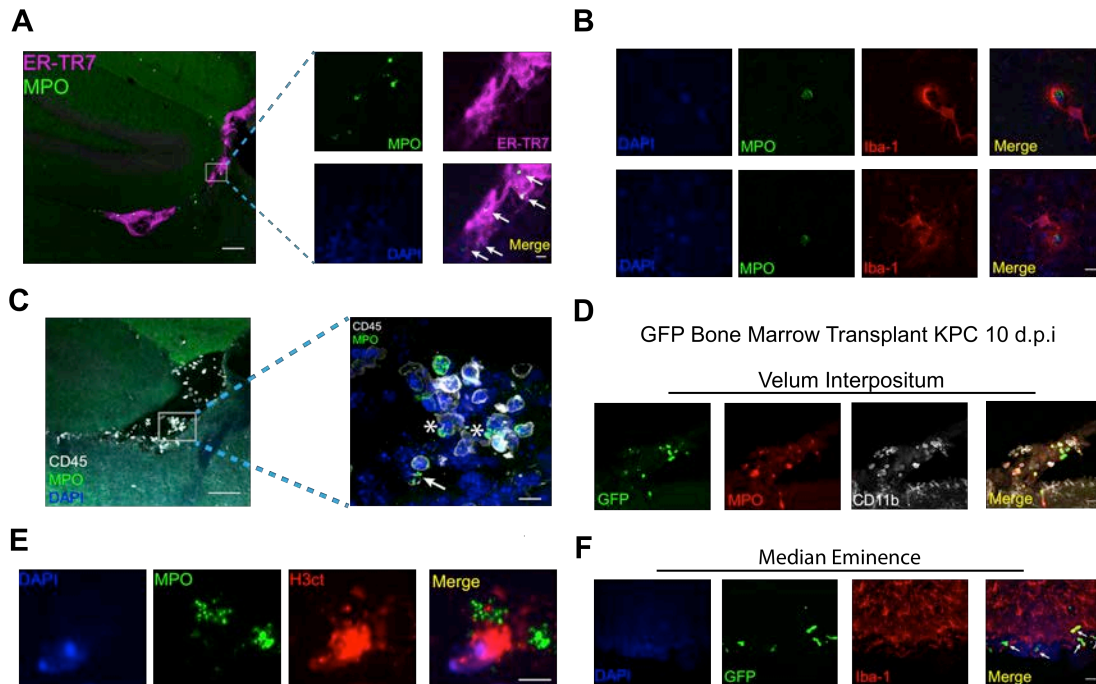 A
ER-TR7
MPO
MPO
ER-TR7
DAPI
Merge
B
DAPI
MPO
Iba-1
Merge
DAPI
MPO
Iba-1
Merge
C
CD45
MPO
DAPI
CD45
MPO
*
*
D
GFP Bone Marrow Transplant KPC 10 d.p.i
Velum Interpositum
GFP
MPO
CD11b
Merge
E
DAPI
MPO
H3ct
Merge
F
Median Eminence
DAPI
GFP
Iba-1
Merge